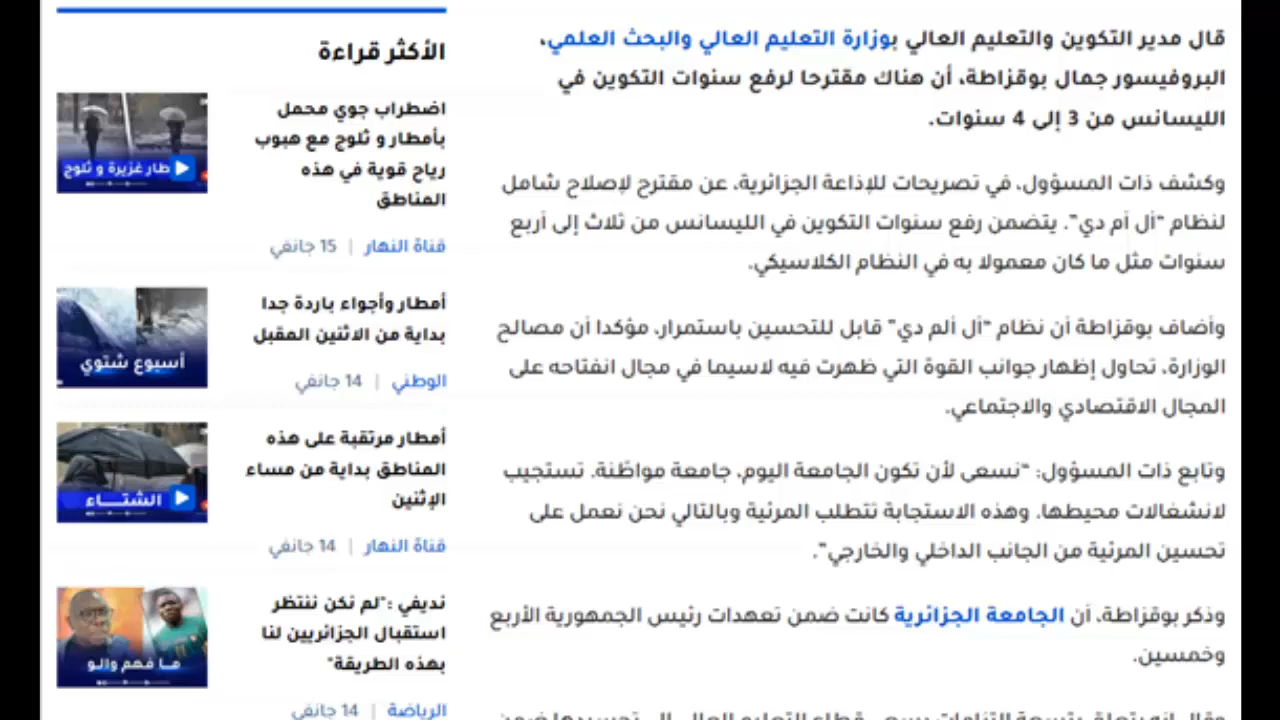 قال مدير التكوين والتعليم العالي بوزارة التعليم العالي والبحث العلمي،
البروفيسور جمال بوقزاطة، أن هناك مقترحا لرفع سنوات التكوين في
الليسانس من 3 إلى 4 سنوات.
وكشف ذات المسؤول، في تصريحات للإذاعة الجزائرية، عن مقترح لإصلاح شامل
لنظام “أل أم دي”. يتضمن رفع سنوات التكوين في الليسانس من ثلاث إلى أربع
سنوات مثل ما كان معمولا به في النظام الكلاسيكي.
وأضاف بوقزاطة أن نظام “أل ألم دي” قابل للتحسين باستمرار، مؤكدا أن مصالح
الوزارة، تحاول إظهار جوانب القوة التي ظهرت فيه لاسيما في مجال انفتاحه على
المجال الاقتصادي والاجتماعي.
وتابع ذات المسؤول: “نسعى لأن تكون الجامعة اليوم، جامعة مواطنة. تستجيب
لانشغالات محيطها. وهذه الاستجابة تتطلب المرئية وبالتالي نحن نعمل على
تحسين المرئية من الجانب الداخلي والخارجي”.
وذكر بوقزاطة، أن الجامعة الجزائرية كانت ضمن تعهدات رئيس الجمهورية الأربع
وخمسين.
الأكثر قراءة
اضطراب جوي محمل
بأمطار و ثلوج مع هبوب
رياح قوية في هذه
المناطق
قناة النهار | 15 جانفي
طار غزيرة و ثلوج
أمطار وأجواء باردة جدا
بداية من الاثنين المقبل
الوطني | 14 جانفي
أسبوع شتوي
أمطار مرتقبة على هذه
المناطق بداية من مساء
الإثنين
قناة النهار | 14 جانفي
الشتـــاء
نديفي :"لم نكن ننتظر
استقبال الجزائريين لنا
بهذه الطريقة"
الرياضة | 14 جانفي
مـا فهم والـو